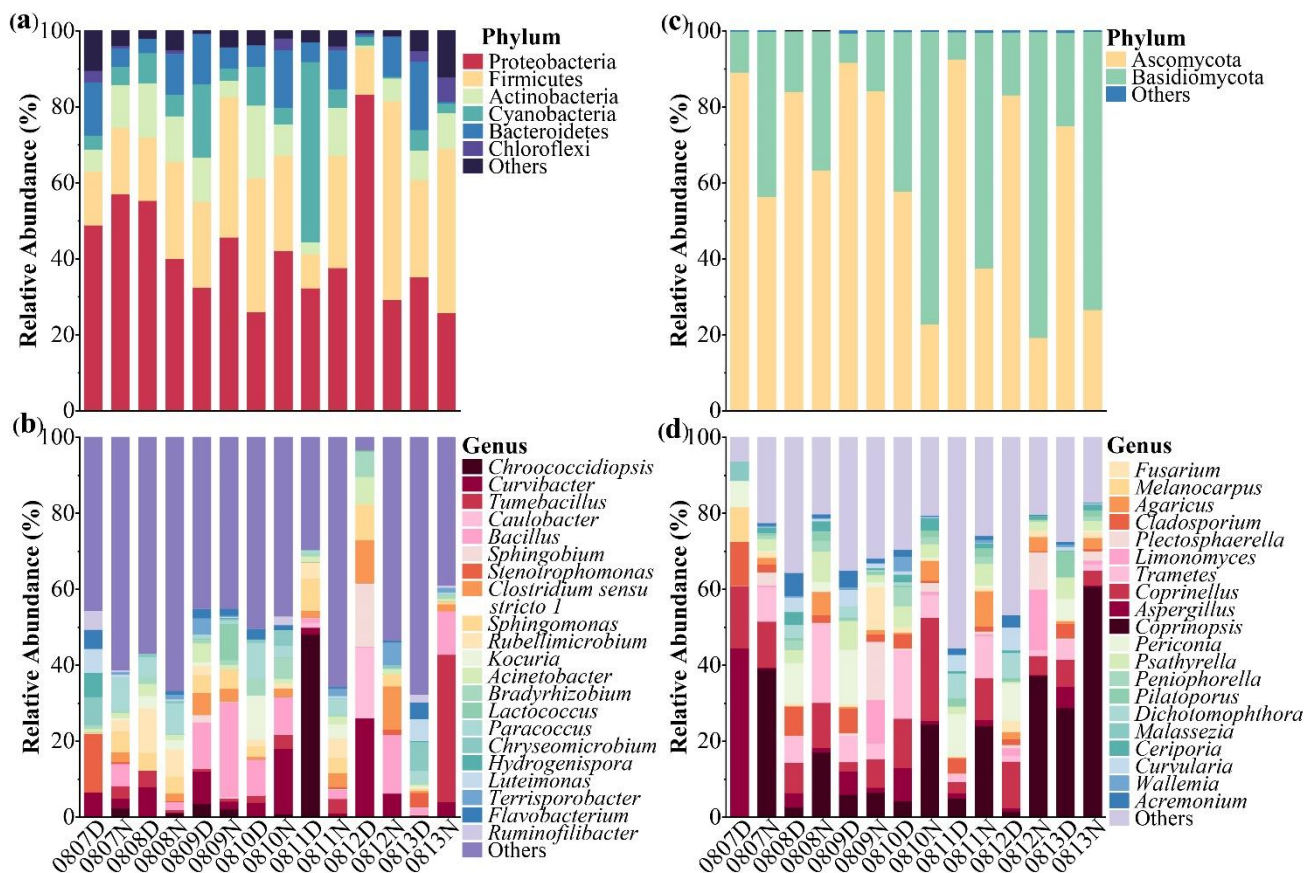 (a)
Relative Abundance (%)
100
80
60
40
20
0
Phylum
Proteobacteria
Firmicutes
Actinobacteria
Cyanobacteria
Bacteroidetes
Chloroflexi
Others
(c)
Relative Abundance (%)
100
80
60
40
20
0
Phylum
Ascomycota
Basidiomycota
Others
(b)
Relative Abundance (%)
100
80
60
40
20
0
0807D
0807N
0808D
0808N
0809D
0809N
0810D
0810N
0811D
0811N
0812D
0812N
0813D
0813N
Genus
Chroococcidiopsis
Curvibacter
Tumebacillus
Caulobacter
Bacillus
Sphingobium
Stenotrophomonas
Clostridium sensu
stricto 1
Sphingomonas
Rubellimicrobium
Kocuria
Acinetobacter
Bradyrhizobium
Lactococcus
Paracoccus
Chryseomicrobium
Hydrogenispora
Luteimonas
Terrisporobacter
Flavobacterium
Ruminofilibacter
Others
(d)
Relative Abundance (%)
100
80
60
40
20
0
0807D
0807N
0808D
0808N
0809D
0809N
0810D
0810N
0811D
0811N
0812D
0812N
0813D
0813N
Genus
Fusarium
Melanocarpus
Agaricus
Cladosporium
Plectosphaerella
Limonomyces
Trametes
Coprinellus
Aspergillus
Coprinopsis
Periconia
Psathyrella
Peniophorella
Pilatoporus
Dichotomophthora
Malassezia
Ceriporia
Curvularia
Wallemia
Acremonium
Others